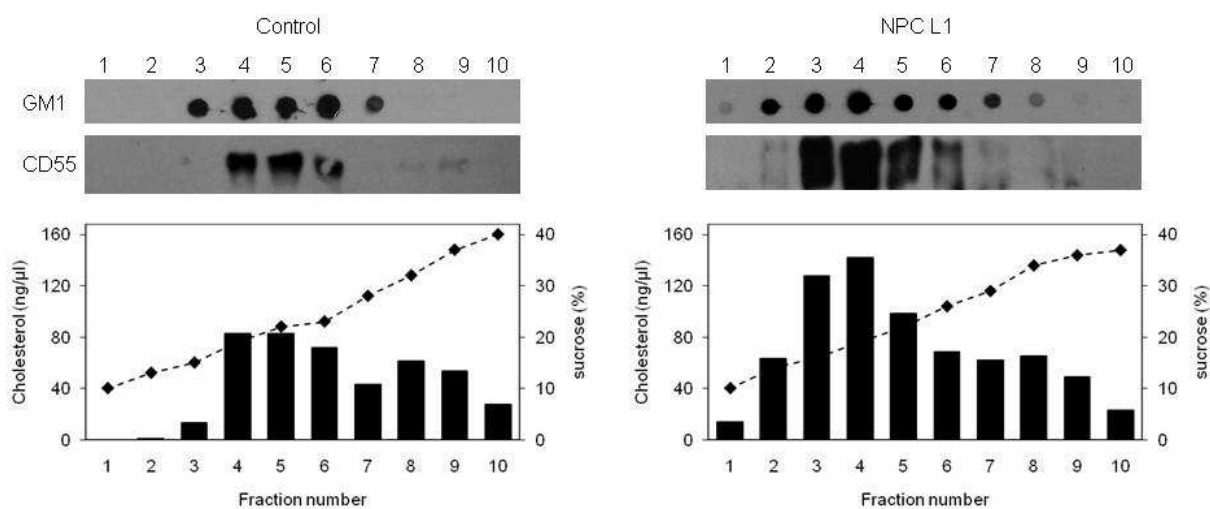 Control
1 2 3 4 5 6 7 8 9 10
GM1
CD55
160
120
80
40
0
Cholesterol (ng/µl)
40
30
20
10
0
sucrose (%)
1 2 3 4 5 6 7 8 9 10
Fraction number
NPC L1
1 2 3 4 5 6 7 8 9 10
160
120
80
40
0
Cholesterol (ng/µl)
40
30
20
10
0
sucrose (%)
1 2 3 4 5 6 7 8 9 10
Fraction number